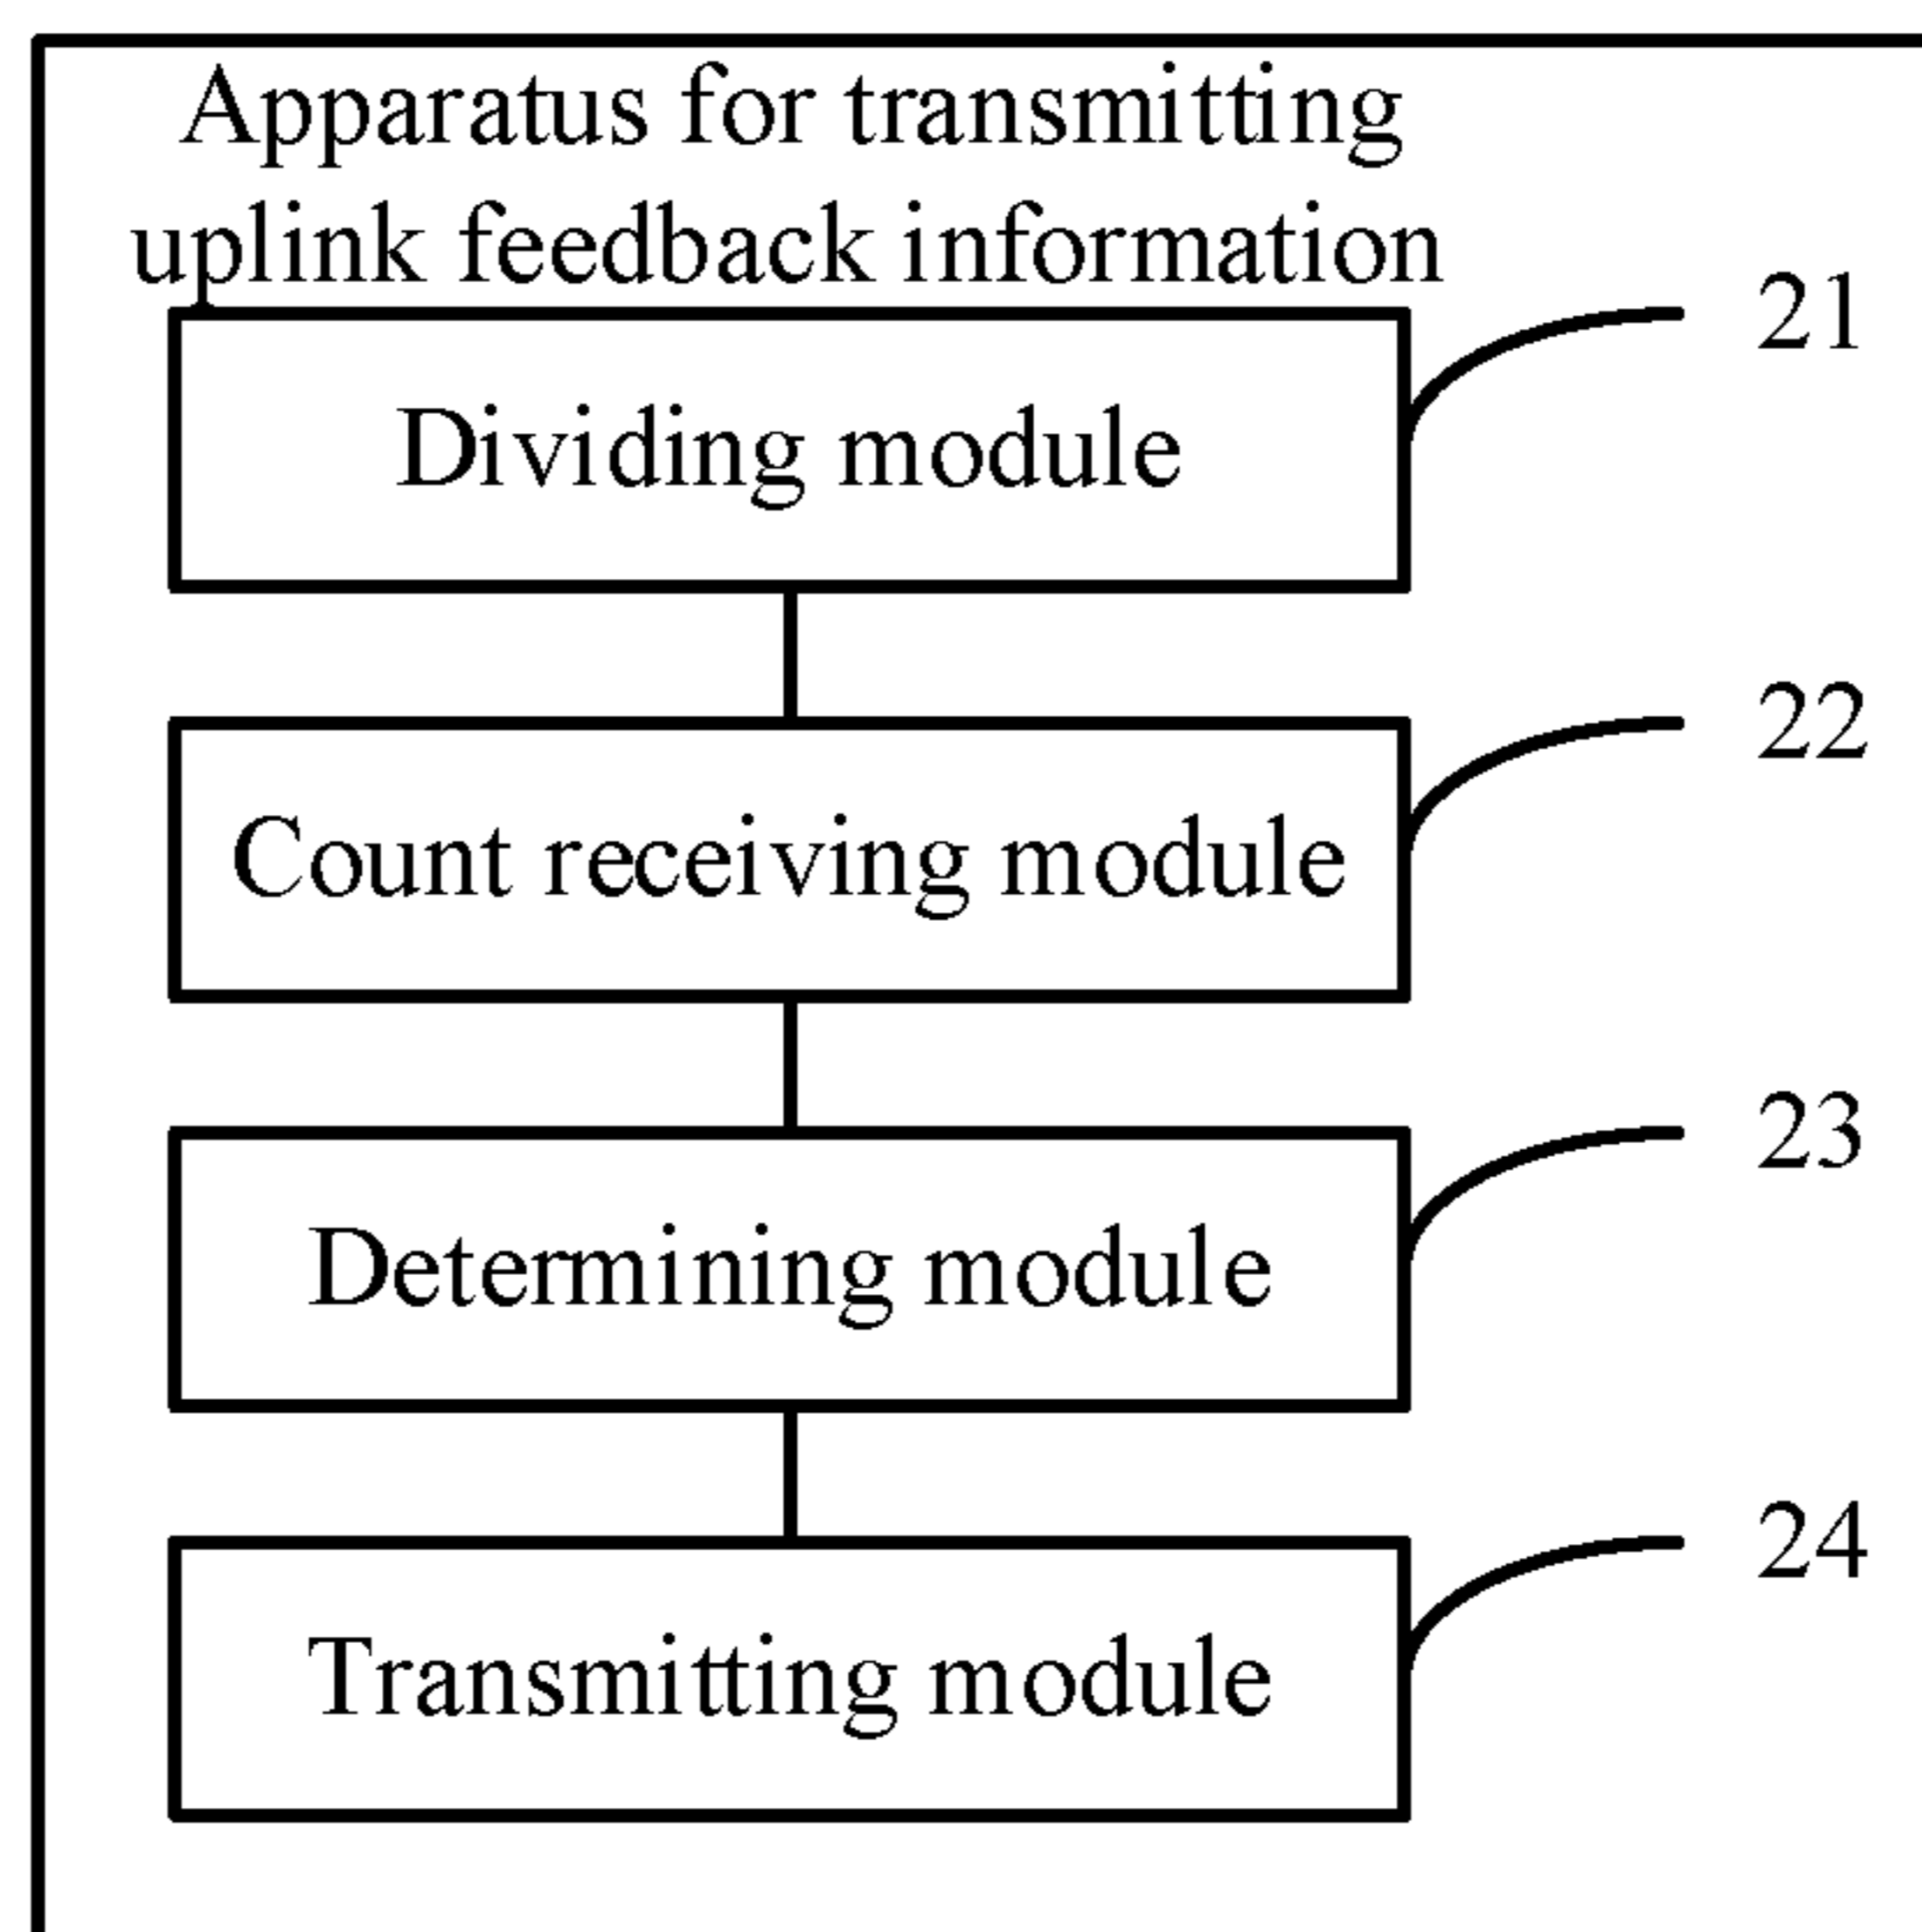 Apparatus for transmitting
uplink feedback information
21
Dividing module
22
Count receiving module
23
Determining module
24
Transmitting module